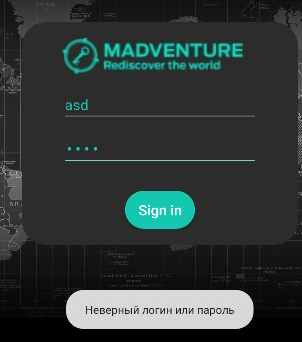 MADVENTURE
Rediscover the world
asd
••••
Sign in
Неверный логин или пароль